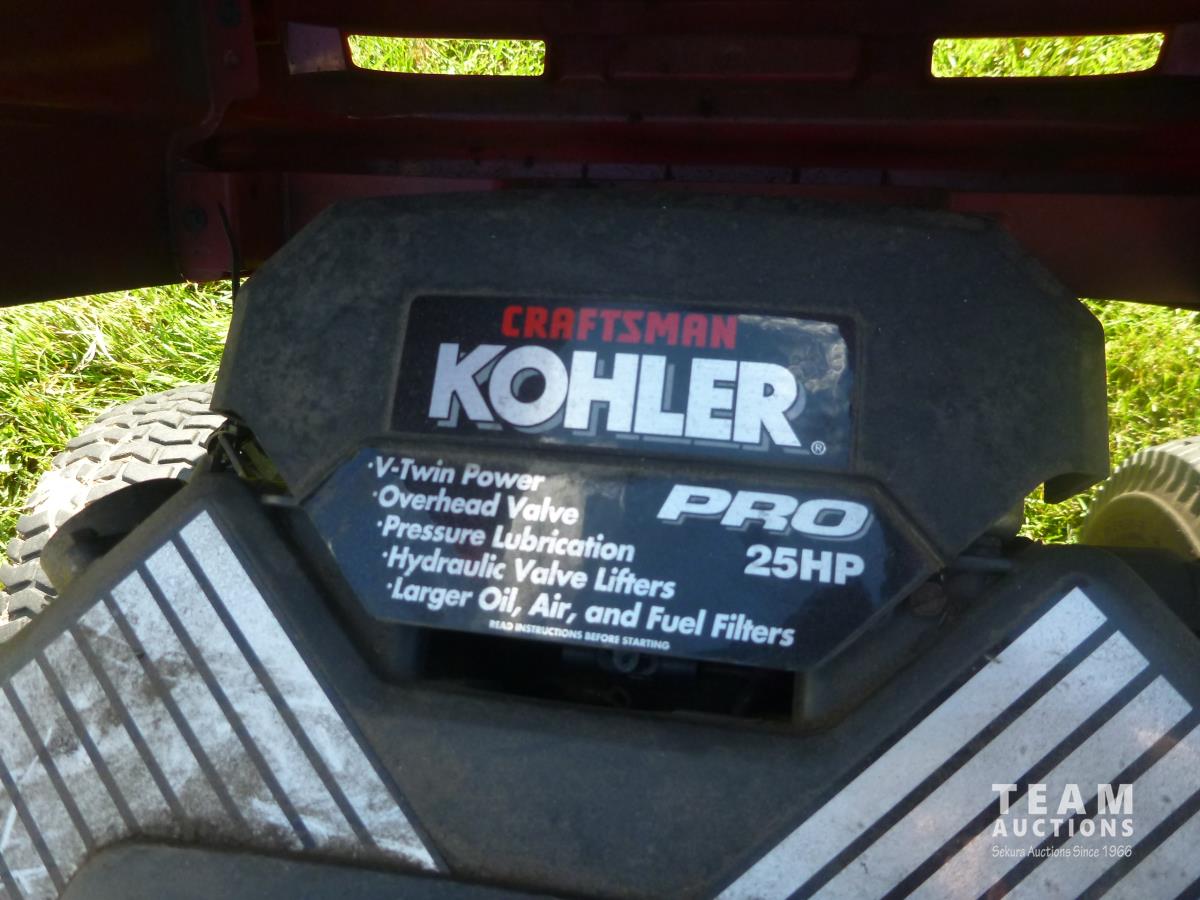 CRAFTSMAN
KOHLER®
·V-Twin Power
·Overhead Valve
·Pressure Lubrication
·Hydraulic Valve Lifters
·Larger Oil, Air, and Fuel Filters
READ INSTRUCTIONS BEFORE STARTING
PRO
25HP
TEAM
AUCTIONS
Sekura Auctions Since 1966